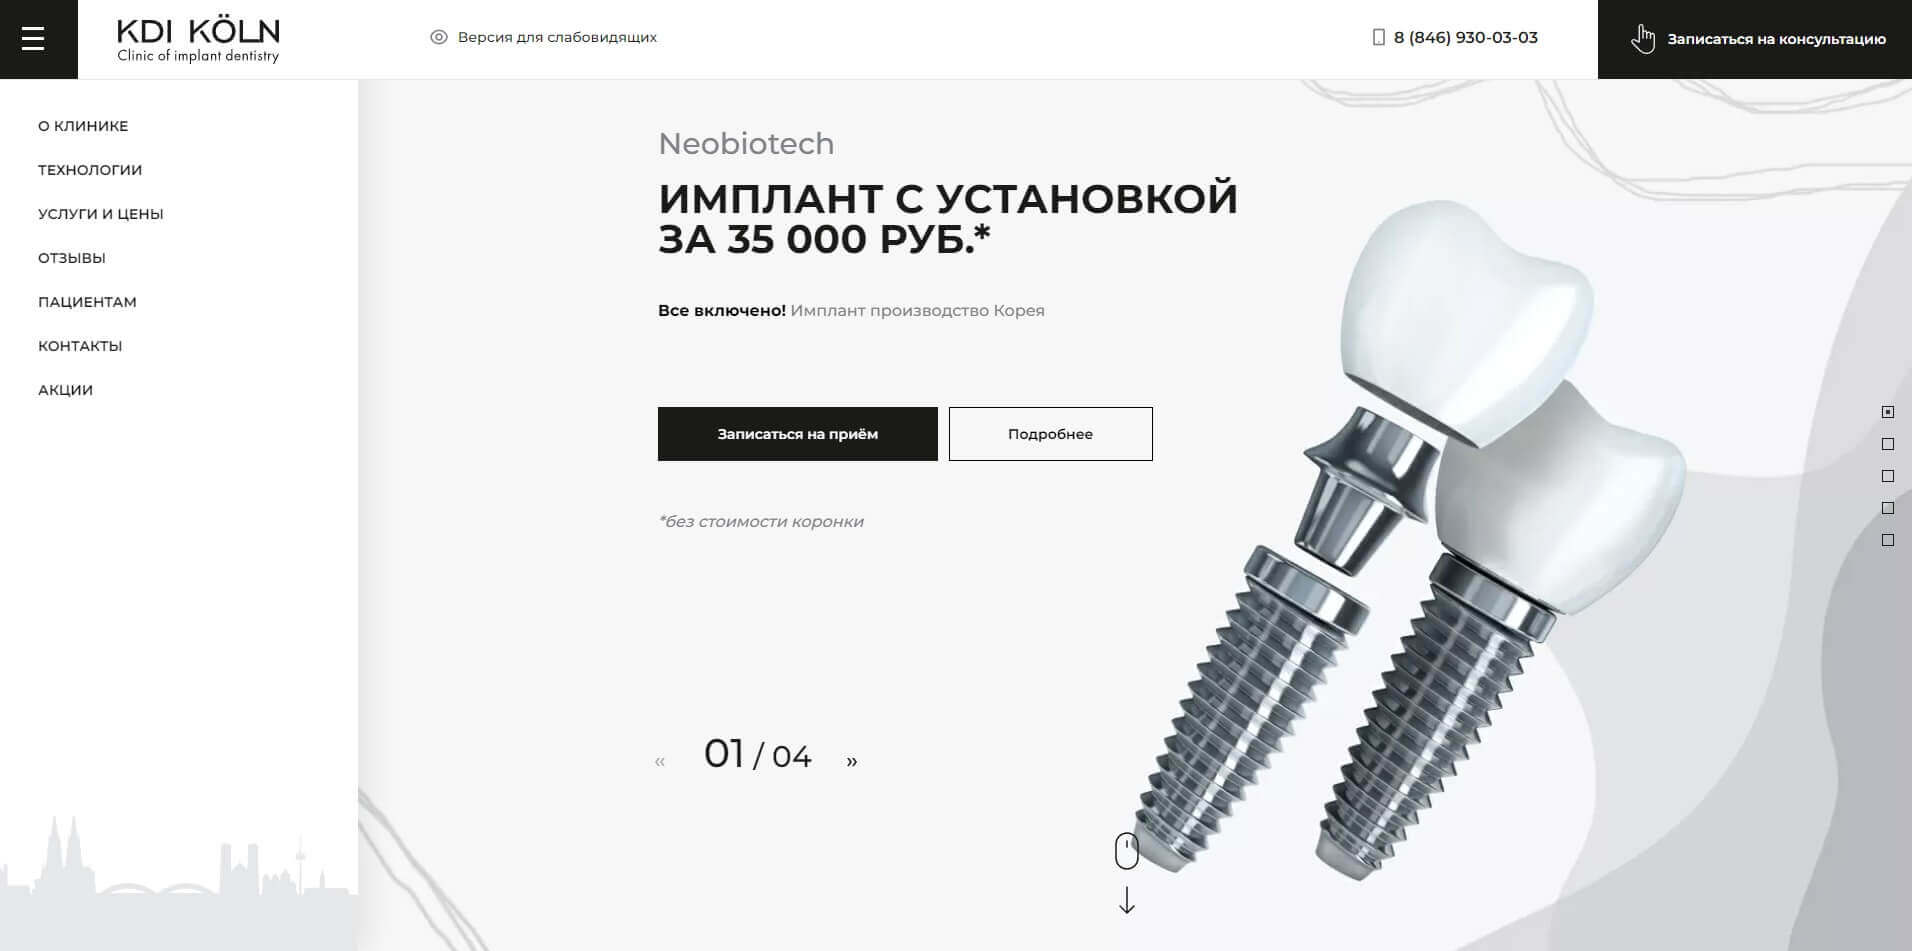 KDI KÖLN
Clinic of implant dentistry
Версия для слабовидящих
8 (846) 930-03-03
Записаться на консультацию
О КЛИНИКЕ
ТЕХНОЛОГИИ
УСЛУГИ И ЦЕНЫ
ОТЗЫВЫ
ПАЦИЕНТАМ
КОНТАКТЫ
АКЦИИ
Neobiotech
ИМПЛАНТ С УСТАНОВКОЙ
ЗА 35 000 РУБ.*
Все включено! Имплант производство Корея
Записаться на приём
Подробнее
*без стоимости коронки
« 01 / 04 »